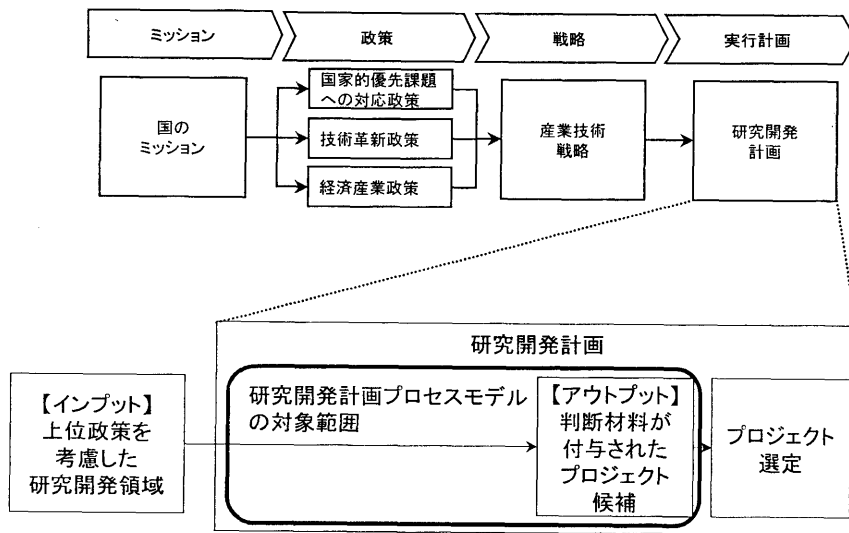 ミッション
政策
戦略
実行計画
国の
ミッション
国家的優先課題
への対応政策
技術革新政策
経済産業政策
産業技術
戦略
研究開発
計画
研究開発計画
【インプット】
上位政策を
考慮した
研究開発領域
研究開発計画プロセスモデル
の対象範囲
【アウトプット】
判断材料が
付与された
プロジェクト
候補
プロジェクト
選定